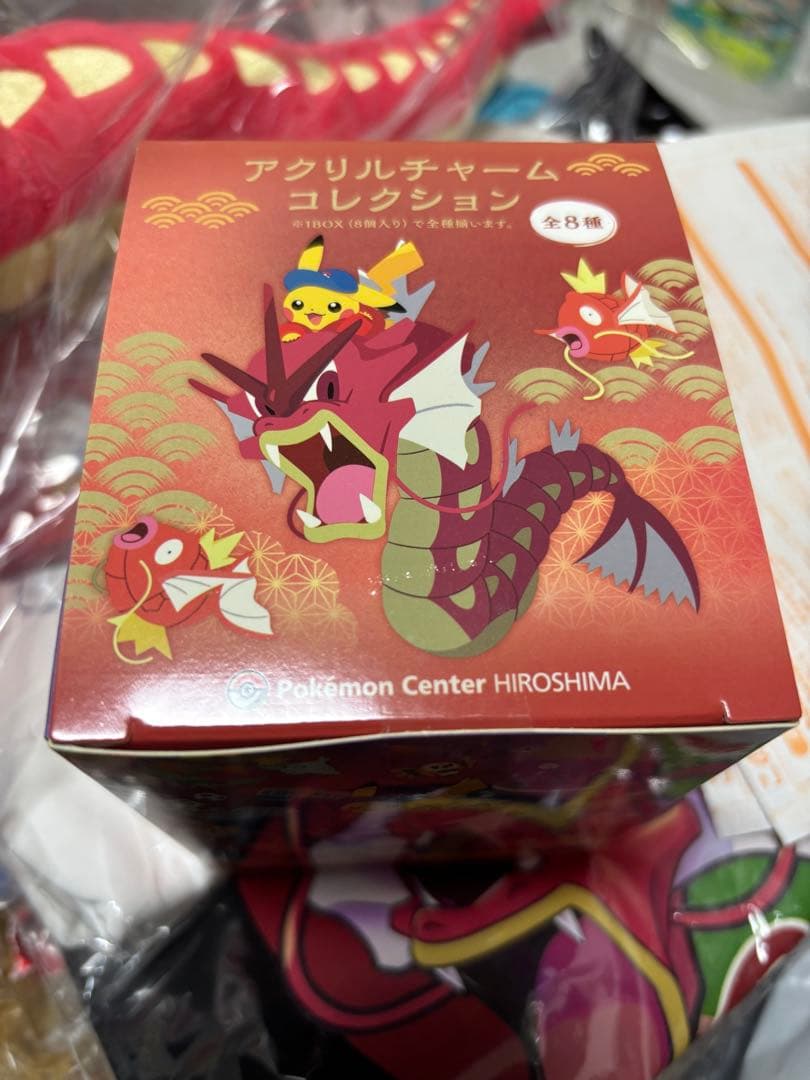 アクリルチャーム
コレクション
※1BOX（8個入り）で全種揃います。
全8種
Pokémon Center HIROSHIMA